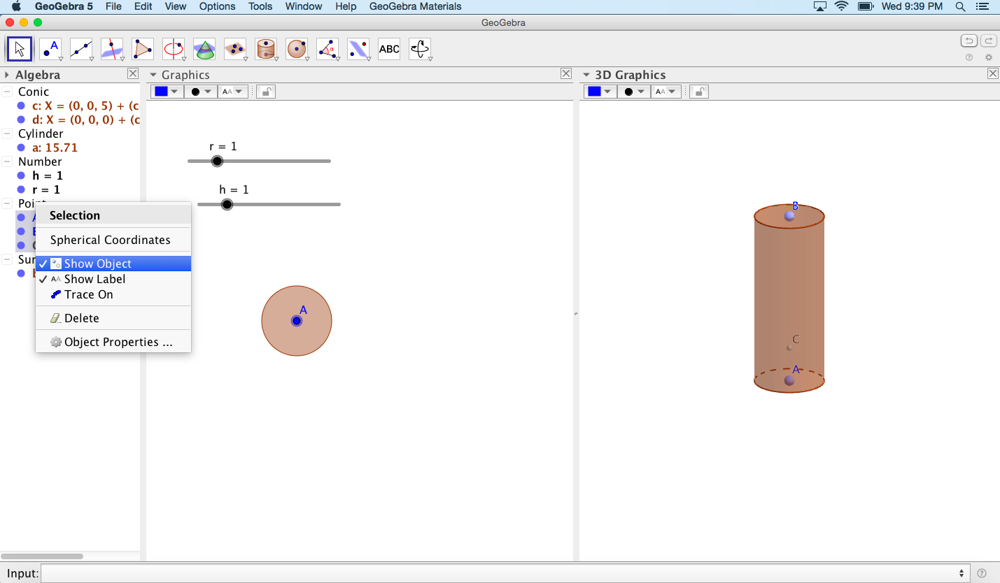 GeoGebra 5 File Edit View Options Tools Window Help GeoGebra Materials Wed 9:39 PM
GeoGebra
A α ABC
Algebra
Graphics
3D Graphics
AA
AA
Conic
c: X = (0, 0, 5) + (c
d: X = (0, 0, 0) + (c
Cylinder
a: 15.71
Number
h = 1
r = 1
Point
Selection
Spherical Coordinates
Show Object
AA Show Label
Trace On
Delete
Object Properties ...
Sur
r = 1
h = 1
A
B
C
A
Input: